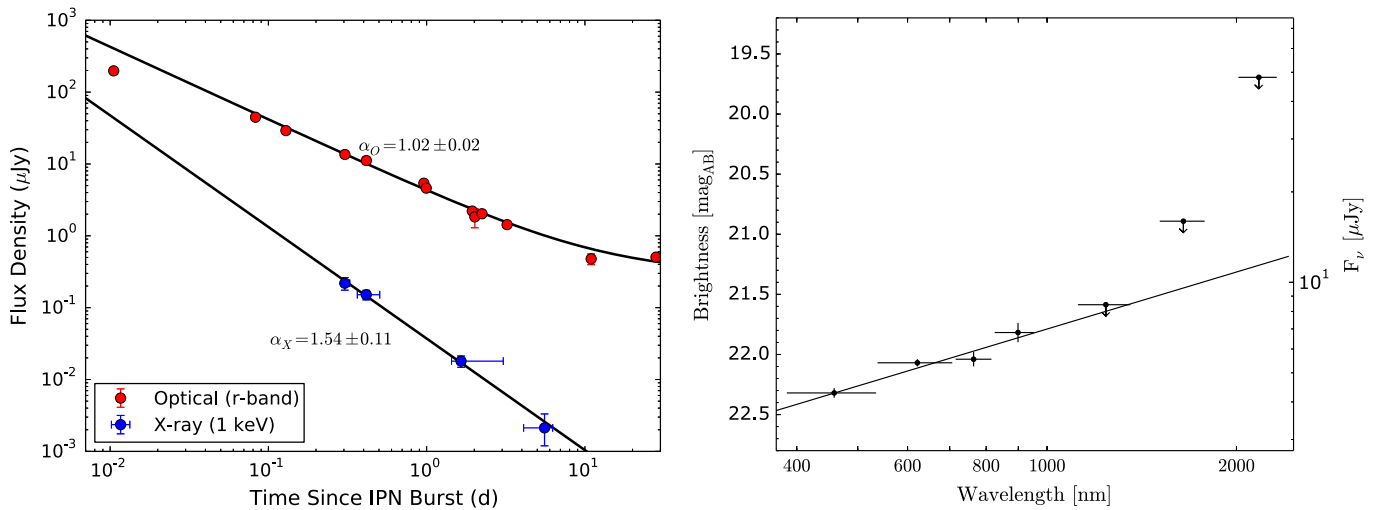 10³
10²
10¹
10⁰
10⁻¹
10⁻²
10⁻³
Flux Density (μJy)
α_O=1.02±0.02
α_X=1.54±0.11
Optical (r-band)
X-ray (1 keV)
10⁻² 10⁻¹ 10⁰ 10¹
Time Since IPN Burst (d)
19.5
20.0
20.5
21.0
21.5
22.0
22.5
Brightness [mag_AB]
10¹
F_ν [μJy]
400 600 800 1000 2000
Wavelength [nm]